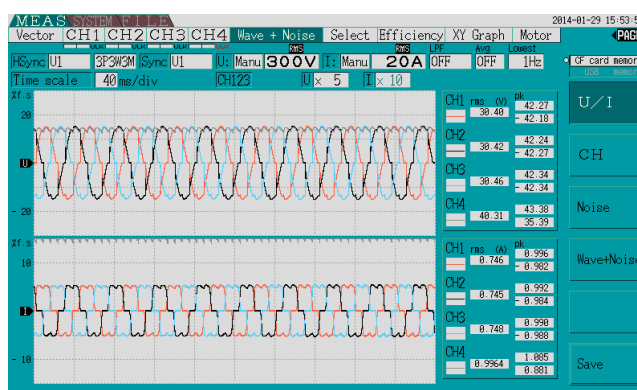 MEAS SYSTEM FILE 2014-01-29 15:53:5
Vector CH1 CH2 CH3 CH4 Wave + Noise Select Efficiency XY Graph Motor PAG
RMS RMS LPF Avg Lowest
HSync U1 3P3W3M Sync U1 U: Manu 300V I: Manu 20A OFF OFF 1Hz CF card memor
USB memor
Time scale 40 ms/div CH123 U× 5 I× 10
%f.s
20
U
- 20
CH1 rms (V) pk
30.40 42.27
- 42.18
CH2
30.42 42.24
- 42.27
CH3
30.46 42.34
- 42.34
CH4
40.31 43.38
35.39
%f.s
10
I
- 10
CH1 rms (A) pk
0.746 0.996
- 0.982
CH2
0.745 0.992
- 0.984
CH3
0.748 0.990
- 0.988
CH4
0.9964 1.085
0.881
U/I
CH
Noise
Wave+Noise
Save